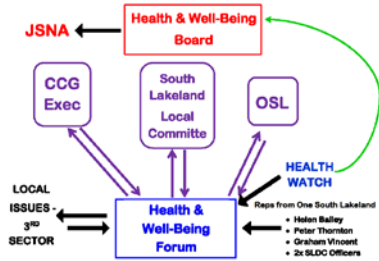 Health & Well-Being
Board
JSNA
CCG
Exec
South
Lakeland
Local
Committe
OSL
HEALTH
WATCH
LOCAL
ISSUES -
3RD
SECTOR
Health &
Well-Being
Forum
Reps from One South Lakeland
• Helen Bailey
• Peter Thornton
• Graham Vincent
• 2x SLDC Officers